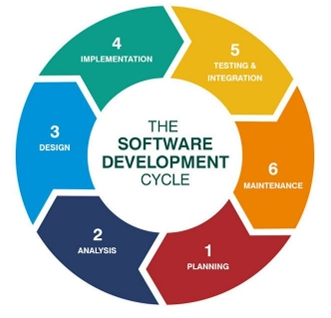 THE
SOFTWARE
DEVELOPMENT
CYCLE
1
PLANNING
2
ANALYSIS
3
DESIGN
4
IMPLEMENTATION
5
TESTING &
INTEGRATION
6
MAINTENANCE